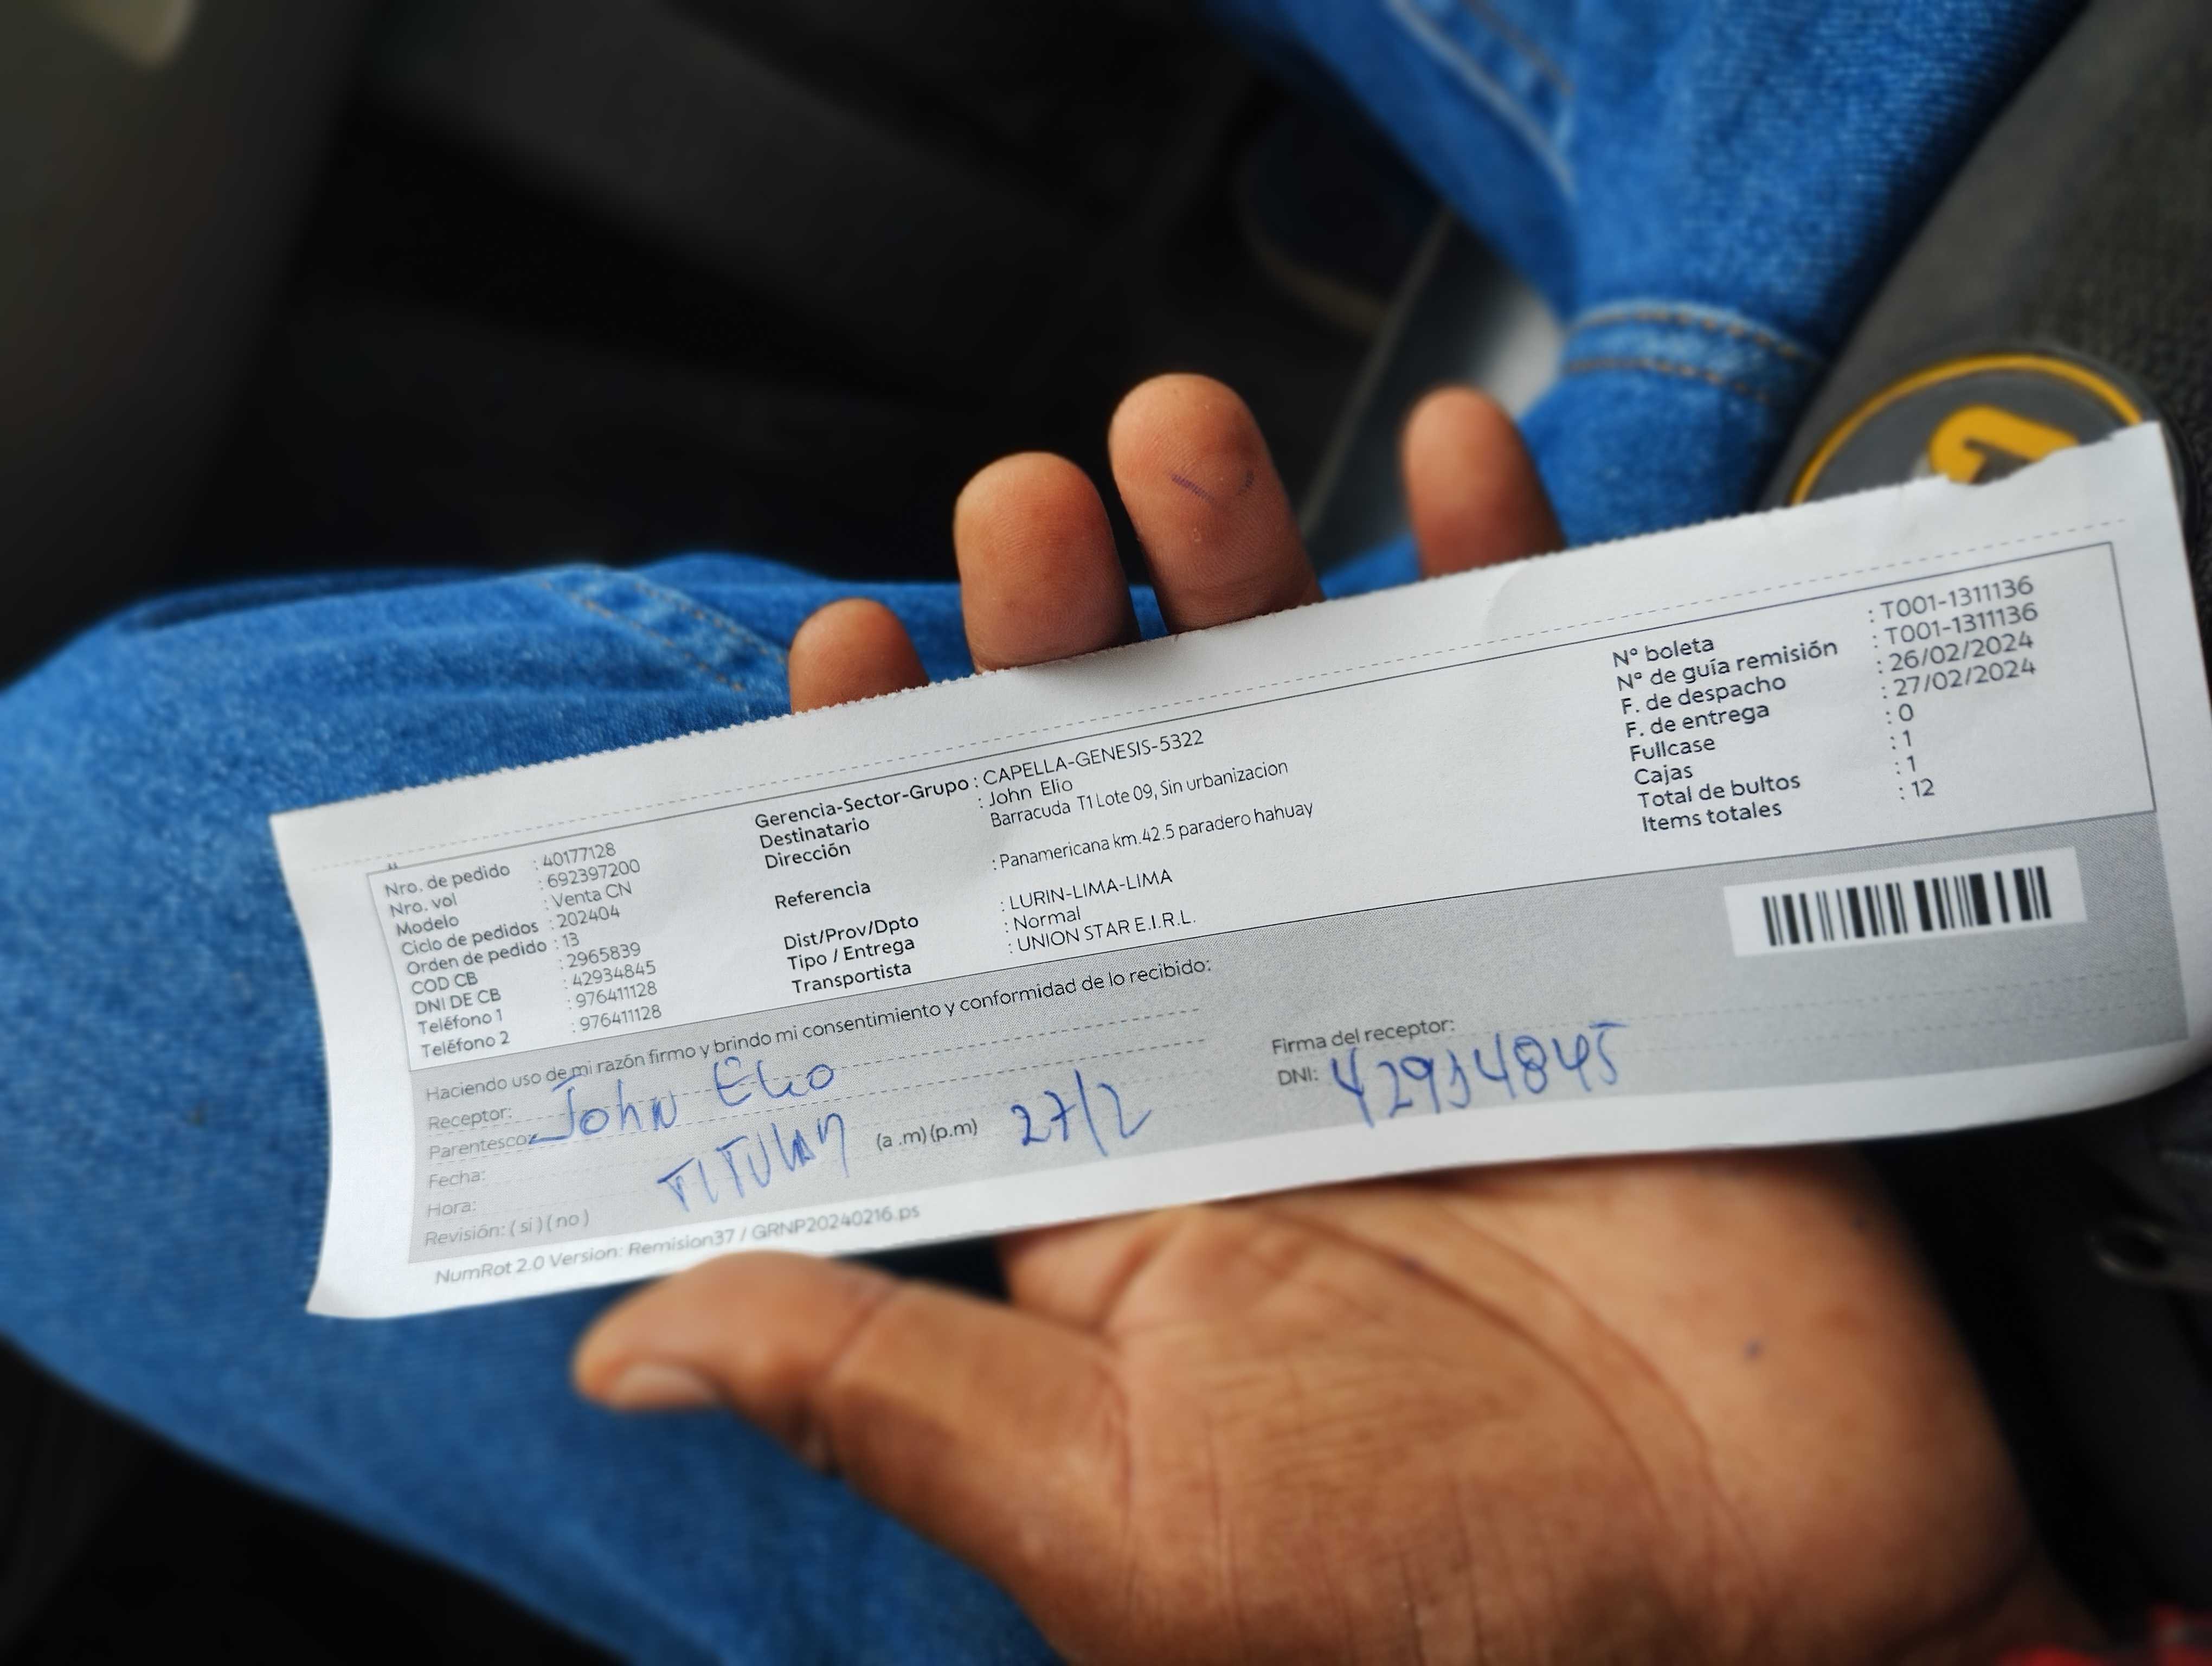 Nro. de pedido : 40177128
Nro. vol : 692397200
Modelo : Venta CN
Ciclo de pedidos : 202404
Orden de pedido : 13
COD CB : 2965839
DNI DE CB : 42934845
Teléfono 1 : 976411128
Teléfono 2 : 976411128
Gerencia-Sector-Grupo : CAPELLA-GENESIS-5322
Destinatario : John Elio
Dirección Barracuda T1 Lote 09, Sin urbanizacion
Referencia : Panamericana km.42.5 paradero hahuay
Dist/Prov/Dpto : LURIN-LIMA-LIMA
Tipo / Entrega : Normal
Transportista : UNION STAR E.I.R.L.
N° boleta : T001-1311136
N° de guía remisión : T001-1311136
F. de despacho : 26/02/2024
F. de entrega : 27/02/2024
Fullcase : 0
Cajas : 1
Total de bultos : 1
Items totales : 12
Haciendo uso de mi razón firmo y brindo mi consentimiento y conformidad de lo recibido:
Receptor: John Elio
Parentesco:
Fecha: TITULAR (a .m) (p.m) 27/2
Hora:
Revisión: ( si ) ( no )
Firma del receptor:
DNI: 42934845
NumRot 2.0 Version: Remision37 / GRNP20240216.ps